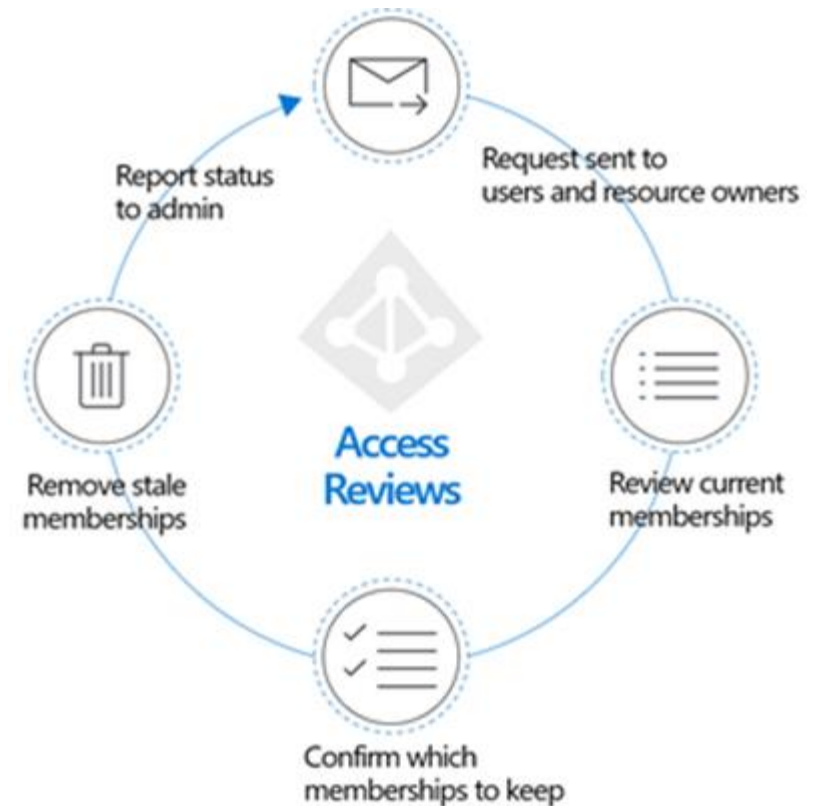 Report status
to admin
Request sent to
users and resource owners
Access
Reviews
Remove stale
memberships
Review current
memberships
Confirm which
memberships to keep